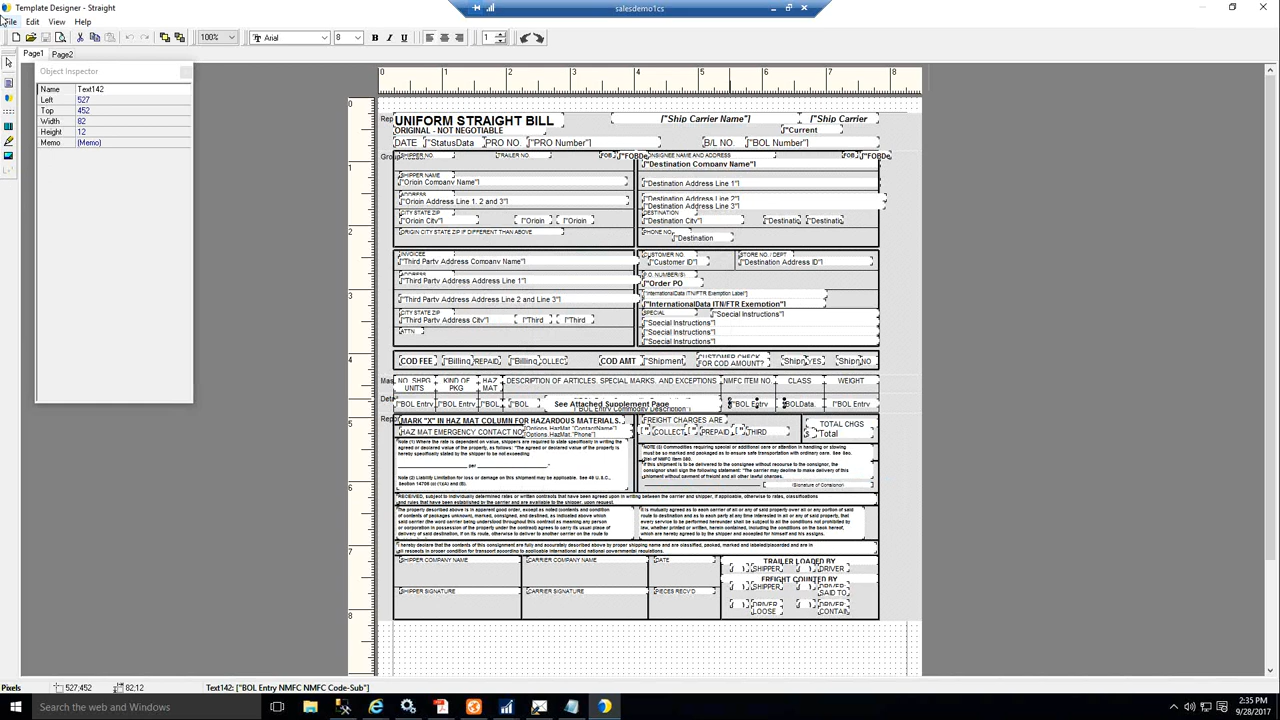 Template Designer - Straight
salesdemo1cs
File Edit View Help
100% Arial 8 B I U 1
Page1 Page2
Object Inspector
Name Text142
Left 527
Top 452
Width 82
Height 12
Memo (Memo)
0 1 2 3 4 5 6 7 8
UNIFORM STRAIGHT BILL ["Ship Carrier Name"] ["Ship Carrier
ORIGINAL - NOT NEGOTIABLE ["Current
DATE ["StatusData PRO NO. ["PRO Number"] B/L NO. ["BOL Number"]
SHIPPER NO. TRAILER NO. FOB ["FOBDe CONSIGNEE NAME AND ADDRESS FOB ["FOBDe
["Destination Company Name"]
SHIPPER NAME
["Origin Company Name"] ["Destination Address Line 1"]
ADDRESS
["Origin Address Line 1, 2 and 3"] ["Destination Address Line 2"]
["Destination Address Line 3"]
CITY STATE ZIP DESTINATION
["Origin City"] ["Origin ["Origin ["Destination City"] ["Destinatio ["Destinati
ORIGIN CITY STATE ZIP IF DIFFERENT THAN ABOVE PHONE NO.
["Destination
INVOICEE CUSTOMER NO. STORE NO. / DEPT
["Third Party Address Company Name"] ["Customer ID"] ["Destination Address ID"]
ADDRESS P.O. NUMBER(S)
["Third Party Address Line 1"] ["Order PO
["InternationalData ITN/FTR Exemption Label"]
["Third Party Address Line 2 and Line 3"] ["InternationalData ITN/FTR Exemption"]
CITY STATE ZIP SPECIAL ["Special Instructions"]
["Third Party Address City"] ["Third ["Third ["Special Instructions"]
ATTN ["Special Instructions"]
["Special Instructions"]
COD FEE ["Billing REPAID ["Billing OLLECT COD AMT ["Shipment CUSTOMER CHECK FOR COD AMOUNT? ["Shipn YES ["Shipn NO
NO. SHPG UNITS KIND OF PKG HAZ MAT DESCRIPTION OF ARTICLES, SPECIAL MARKS, AND EXCEPTIONS NMFC ITEM NO. CLASS WEIGHT
["BOL Entry ["BOL Entry ["BOL ["BOL See Attached Supplement Page ["BOL Entry BOLData. ["BOL Entry
["BOL Entry Commodity Description"]
MARK "X" IN HAZ MAT COLUMN FOR HAZARDOUS MATERIALS. FREIGHT CHARGES ARE TOTAL CHGS
HAZ MAT EMERGENCY CONTACT NO [Options.HazMat."ContactName"] COLLECT PREPAID THIRD Total
[Options.HazMat."Phone"]
Note (1) Where the rate is dependent on value, shippers are required to state specifically in writing the
agreed or declared value of the property, as follows: "The agreed or declared value of the property is
hereby specifically stated by the shipper to be not exceeding
per ."
Note (2) Liability Limitation for loss or damage on this shipment may be applicable. See 49 U.S.C.,
Section 14706 (c)(1)(A) and (B).
NOTE (3) Commodities requiring special or additional care or attention in handling or stowing
must be so marked and packaged as to ensure safe transportation with ordinary care. See Sec.
of NMFC Item 360.
If this shipment is to be delivered to the consignee without recourse to the consignor, the
consignor shall sign the following statement: "The carrier may decline to make delivery of this
shipment without payment of freight and all other lawful charges.
(Signature of Consignor)
RECEIVED, subject to individually determined rates or written contracts that have been agreed upon in writing between the carrier and shipper, if applicable, otherwise to rates, classifications
and rules that have been established by the carrier and are available to the shipper, upon request.
The property described above is in apparent good order, except as noted (contents and condition
of contents of packages unknown, marked, consigned, and destined, as indicated above which
said carrier (the word carrier being understood throughout this contract as meaning any person
or corporation in possession of the property under the contract) agrees to carry its usual place of
delivery of said destination, if on its route, otherwise to deliver to another carrier on the route to
It is mutually agreed as to each carrier of all or any of said property over all or any portion of said
route to destination and as to each party at any time interested in all or any said property, that
every service to be performed hereunder shall be subject to all the conditions not prohibited by
law, whether printed or written, herein contained, including the conditions on the back hereof,
which are hereby agreed to by the shipper and accepted for himself and his assigns.
I hereby declare that the contents of this consignment are fully and accurately described above by proper shipping name and are classified, packed, marked and labeled/placarded and are in
all respects in proper condition for transport according to applicable international and national governmental regulations.
SHIPPER COMPANY NAME CARRIER COMPANY NAME DATE TRAILER LOADED BY
SHIPPER DRIVER
FREIGHT COUNTED BY
SHIPPER DRIVER SAID TO
SHIPPER SIGNATURE CARRIER SIGNATURE PIECES RECV'D
DRIVER LOOSE DRIVER CONTAIN
Pixels 527,452 82,12 Text142: ["BOL Entry NMFC NMFC Code-Sub"]
Search the web and Windows
2:35 PM
9/28/2017